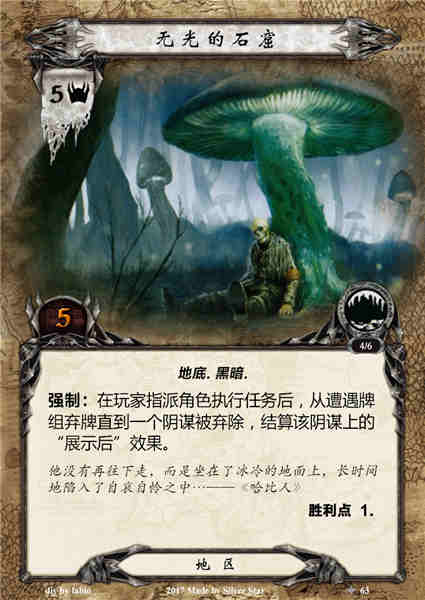 无光的石窟
5
5
4/6
地底. 黑暗.
强制：在玩家指派角色执行任务后，从遭遇牌
组弃牌直到一个阴谋被弃除，结算该阴谋上的
“展示后”效果。
他没有再往下走，而是坐在了冰冷的地面上，长时间
地陷入了自哀自怜之中…——《哈比人》
胜利点 1.
地区
diy by fabio
2017 Made by Silver Star
63